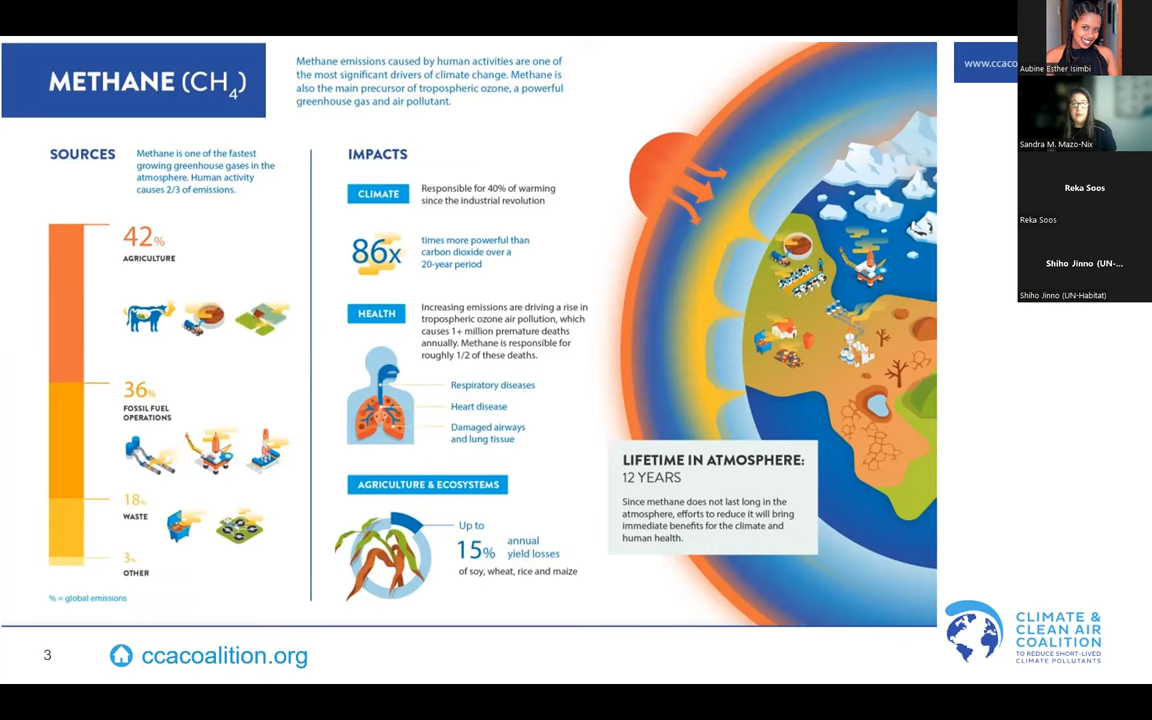 METHANE (CH4)
Methane emissions caused by human activities are one of
the most significant drivers of climate change. Methane is
also the main precursor of tropospheric ozone, a powerful
greenhouse gas and air pollutant.
SOURCES
Methane is one of the fastest
growing greenhouse gases in the
atmosphere. Human activity
causes 2/3 of emissions.
42%
AGRICULTURE
36%
FOSSIL FUEL
OPERATIONS
18%
WASTE
3%
OTHER
% = global emissions
IMPACTS
CLIMATE
Responsible for 40% of warming
since the industrial revolution
86x
times more powerful than
carbon dioxide over a
20-year period
HEALTH
Increasing emissions are driving a rise in
tropospheric ozone air pollution, which
causes 1+ million premature deaths
annually. Methane is responsible for
roughly 1/2 of these deaths.
Respiratory diseases
Heart disease
Damaged airways
and lung tissue
AGRICULTURE & ECOSYSTEMS
Up to
15%
annual
yield losses
of soy, wheat, rice and maize
LIFETIME IN ATMOSPHERE:
12 YEARS
Since methane does not last long in the
atmosphere, efforts to reduce it will bring
immediate benefits for the climate and
human health.
www.ccaco
Aubine Esther Isimbi
Sandra M. Mazo-Nix
Reka Soos
Reka Soos
Shiho Jinno (UN-...
Shiho Jinno (UN-Habitat)
3
ccacoalition.org
CLIMATE &
CLEAN AIR
COALITION
TO REDUCE SHORT-LIVED
CLIMATE POLLUTANTS